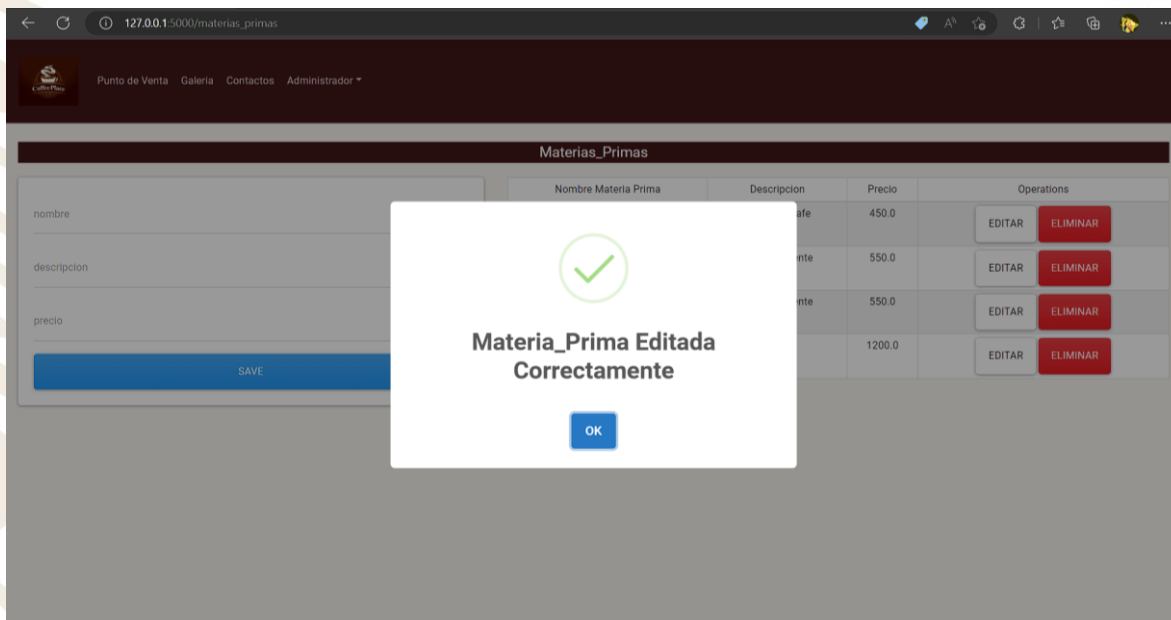 127.0.0.1:5000/materias_primas
Coffee Place
Punto de Venta Galeria Contactos Administrador
Materias_Primas
nombre
descripcion
precio
SAVE
Nombre Materia Prima Descripcion Precio Operations
afe 450.0 EDITAR ELIMINAR
nte 550.0 EDITAR ELIMINAR
nte 550.0 EDITAR ELIMINAR
1200.0 EDITAR ELIMINAR
Materia_Prima Editada
Correctamente
OK